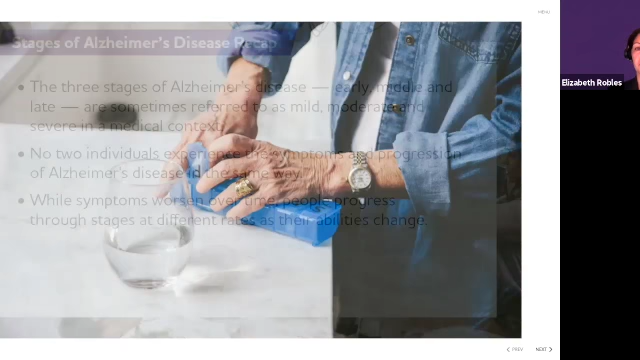 MENU
Stages of Alzheimer's Disease Recap
Elizabeth Robles
• The three stages of Alzheimer's disease — early, middle and
late — are sometimes referred to as mild, moderate and
severe in a medical context.
• No two individuals experience the symptoms and progression
of Alzheimer's disease in the same way.
• While symptoms worsen over time people progress
through stages at different rates as their abilities change.
PREV NEXT